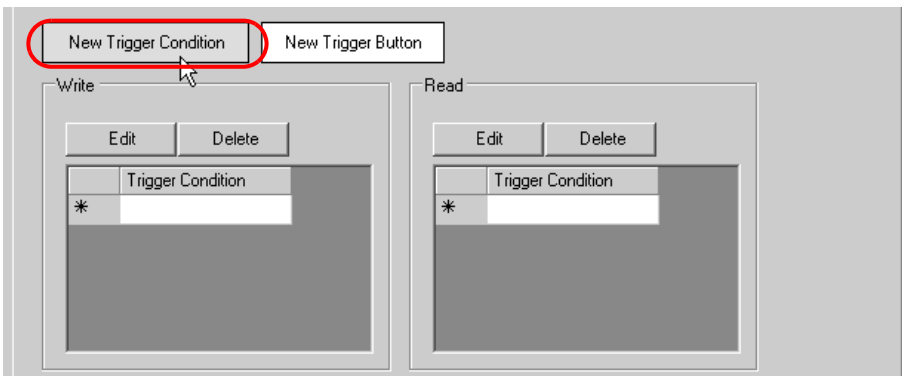 New Trigger Condition New Trigger Button
Write Read
Edit Delete Edit Delete
Trigger Condition Trigger Condition
* *